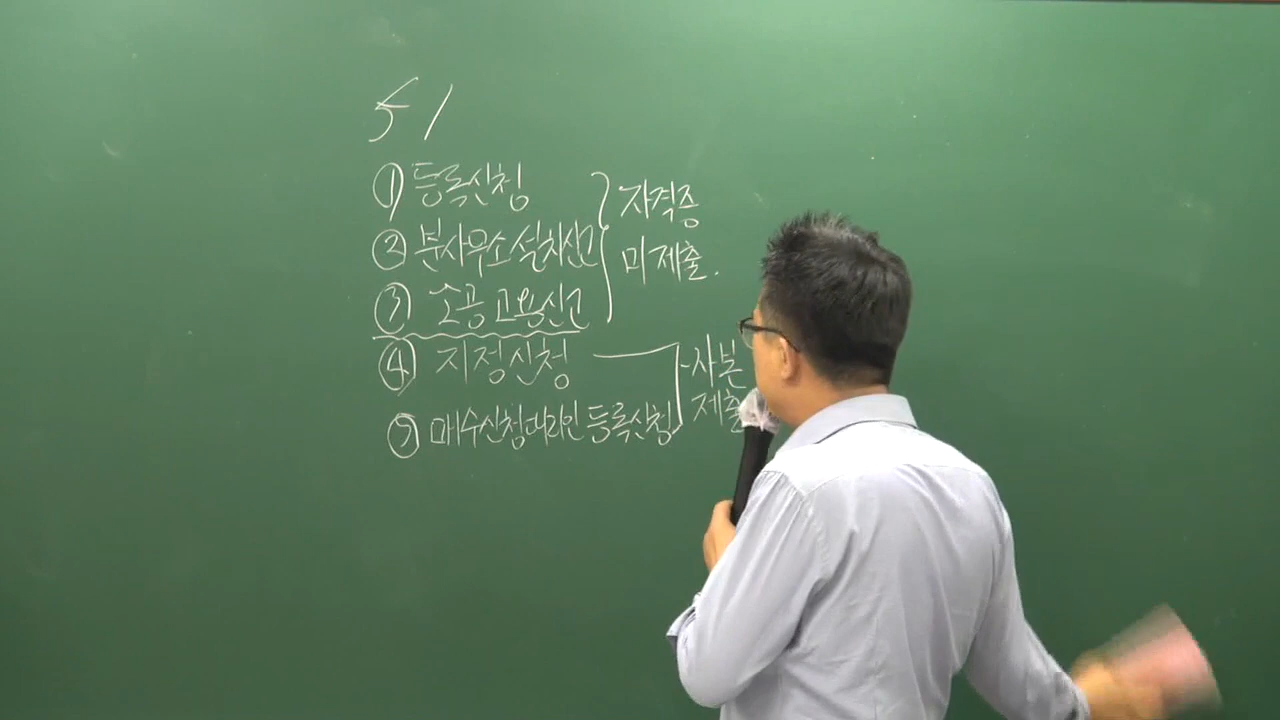 51
① 등록신청
② 분사무소 설치신고
③ 소공 고용신고
자격증
미제출.
④ 지정신청
⑤ 매수신청대리인 등록신청
사본
제출